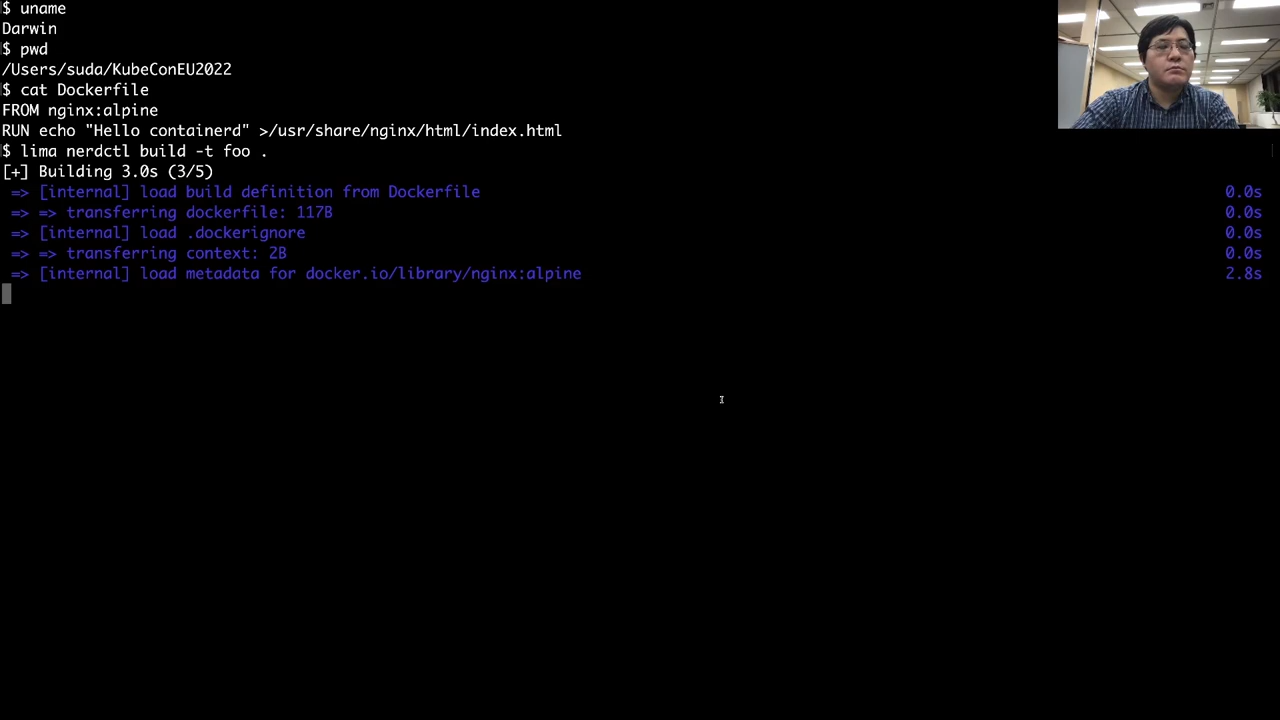 $ uname
Darwin
$ pwd
/Users/suda/KubeConEU2022
$ cat Dockerfile
FROM nginx:alpine
RUN echo "Hello containerd" >/usr/share/nginx/html/index.html
$ lima nerdctl build -t foo .
[+] Building 3.0s (3/5)
=> [internal] load build definition from Dockerfile 0.0s
=> => transferring dockerfile: 117B 0.0s
=> [internal] load .dockerignore 0.0s
=> => transferring context: 2B 0.0s
=> [internal] load metadata for docker.io/library/nginx:alpine 2.8s